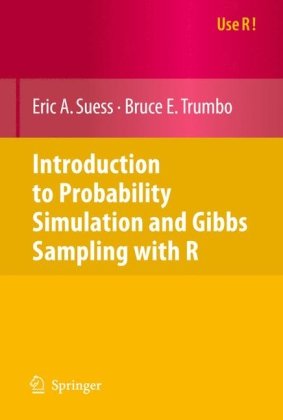 Use R!
Eric A. Suess · Bruce E. Trumbo
Introduction
to Probability
Simulation and Gibbs
Sampling with R
Springer